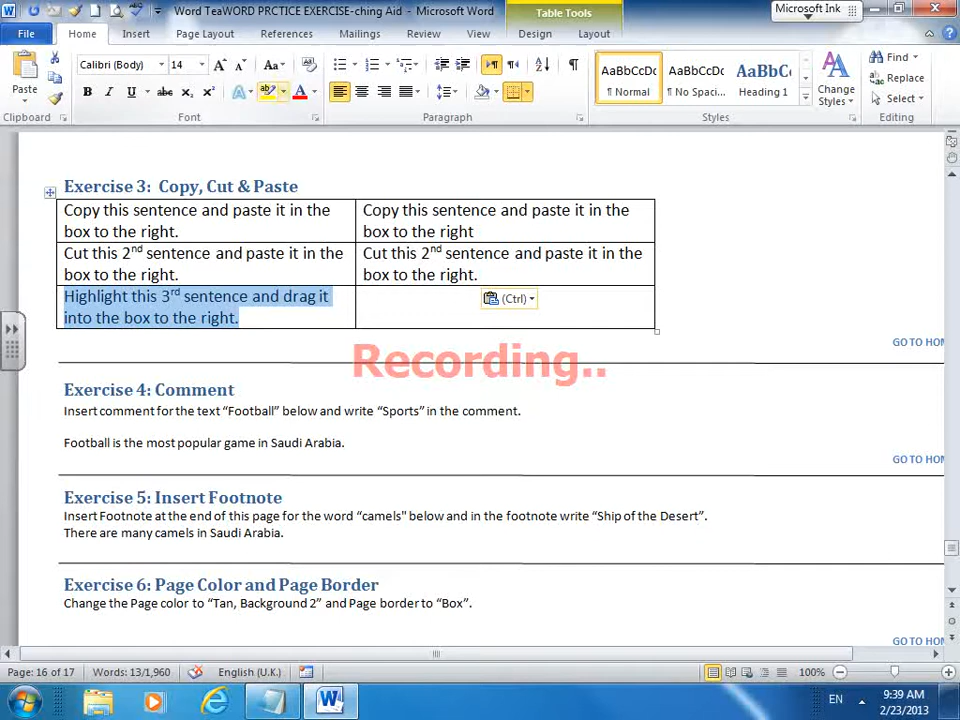 Word TeaWORD PRCTICE EXERCISE-ching Aid - Microsoft Word
Table Tools
Microsoft Ink
File Home Insert Page Layout References Mailings Review View Design Layout
Calibri (Body) 14
AaBbCcDc AaBbCcDc AaBbC
Find
Replace
Select
Paste
¶ Normal ¶ No Spaci... Heading 1
Change Styles
Clipboard Font Paragraph Styles Editing
Exercise 3: Copy, Cut & Paste
Copy this sentence and paste it in the
box to the right.
Copy this sentence and paste it in the
box to the right
Cut this 2nd sentence and paste it in the
box to the right.
Cut this 2nd sentence and paste it in the
box to the right.
Highlight this 3rd sentence and drag it
into the box to the right.
(Ctrl)
GO TO HOM
Recording..
Exercise 4: Comment
Insert comment for the text “Football” below and write “Sports” in the comment.
Football is the most popular game in Saudi Arabia.
GO TO HOM
Exercise 5: Insert Footnote
Insert Footnote at the end of this page for the word “camels" below and in the footnote write “Ship of the Desert”.
There are many camels in Saudi Arabia.
Exercise 6: Page Color and Page Border
Change the Page color to “Tan, Background 2” and Page border to “Box”.
GO TO HOM
Page: 16 of 17 Words: 13/1,960 English (U.K.) 100%
EN
9:39 AM
2/23/2013